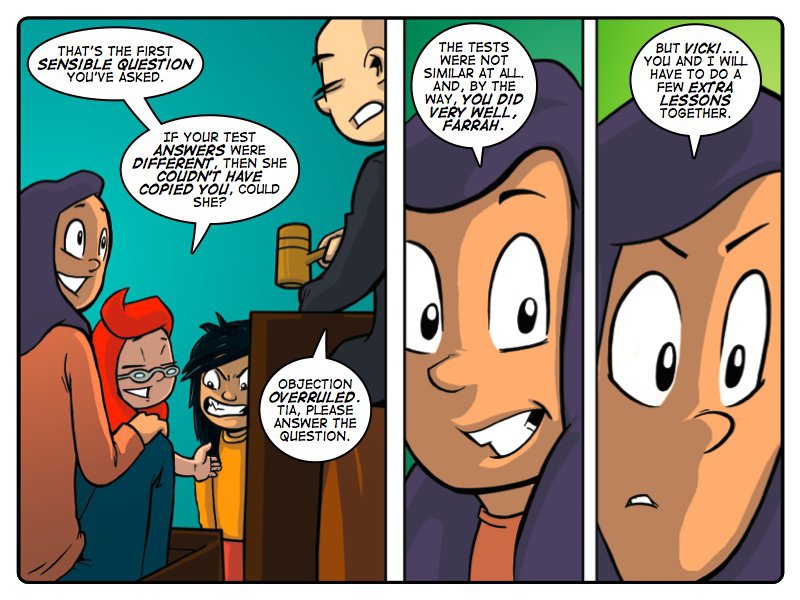 THAT'S THE FIRST
SENSIBLE QUESTION
YOU'VE ASKED.
IF YOUR TEST
ANSWERS WERE
DIFFERENT, THEN SHE
COUDN'T HAVE
COPIED YOU, COULD
SHE?
OBJECTION
OVERRULED.
TIA, PLEASE
ANSWER THE
QUESTION.
THE TESTS
WERE NOT
SIMILAR AT ALL.
AND, BY THE
WAY, YOU DID
VERY WELL,
FARRAH.
BUT VICKI...
YOU AND I WILL
HAVE TO DO A
FEW EXTRA
LESSONS
TOGETHER.